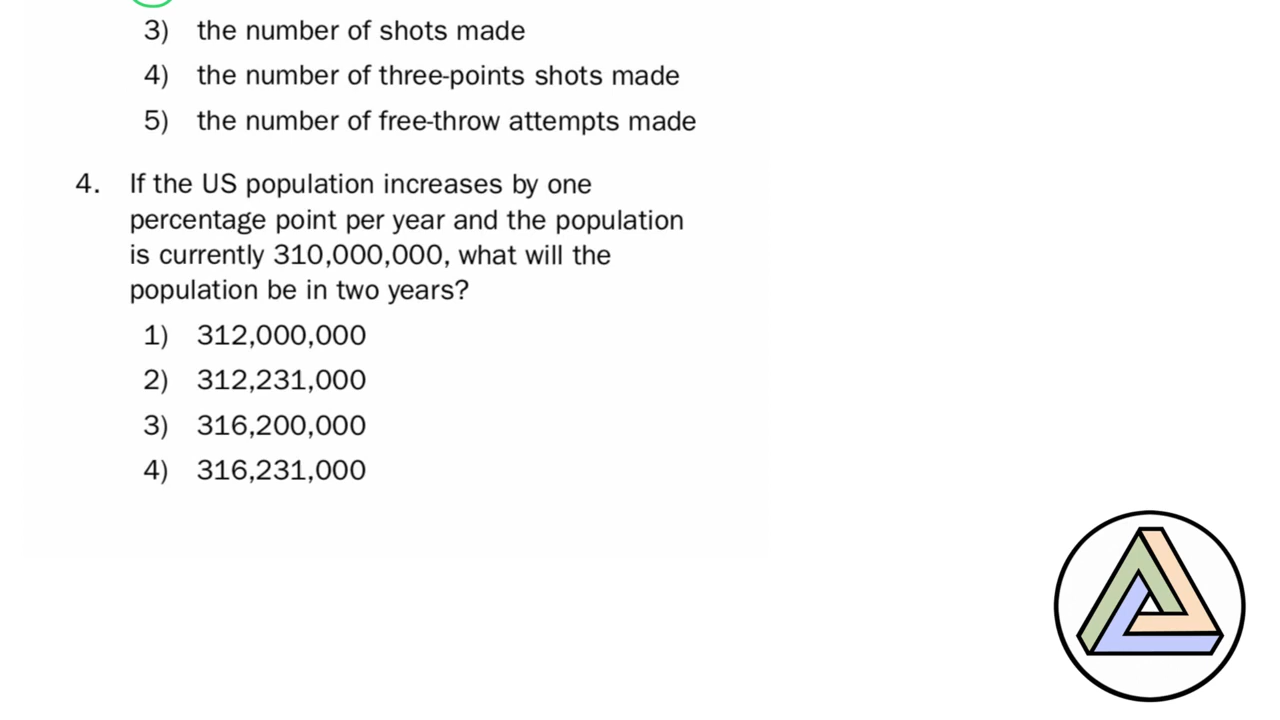 3) the number of shots made
4) the number of three-points shots made
5) the number of free-throw attempts made
4. If the US population increases by one
percentage point per year and the population
is currently 310,000,000, what will the
population be in two years?
1) 312,000,000
2) 312,231,000
3) 316,200,000
4) 316,231,000